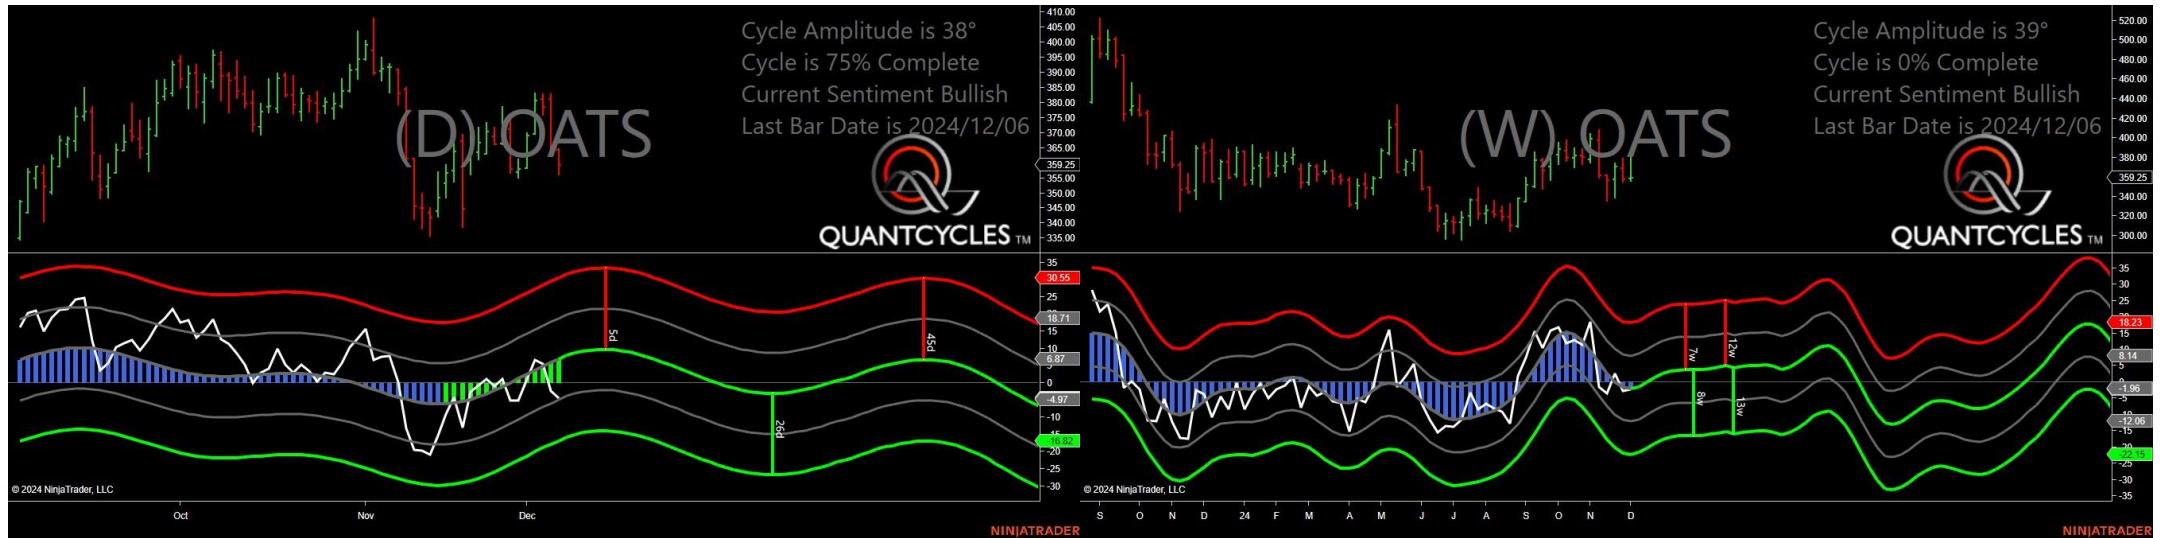 Cycle Amplitude is 38°
Cycle is 75% Complete
Current Sentiment Bullish
Last Bar Date is 2024/12/06
(D) OATS
QUANTCYCLES TM
410.00
405.00
400.00
395.00
390.00
385.00
380.00
375.00
370.00
365.00
359.25
355.00
350.00
345.00
340.00
335.00
35
30.55
25
18.71
15
10
6.87
0
-4.97
-10
-16.82
-20
-25
-30
5d
45d
26d
© 2024 NinjaTrader, LLC
Oct Nov Dec
NINJATRADER
Cycle Amplitude is 39°
Cycle is 0% Complete
Current Sentiment Bullish
Last Bar Date is 2024/12/06
(W) OATS
QUANTCYCLES TM
520.00
500.00
480.00
460.00
440.00
420.00
400.00
380.00
359.25
340.00
320.00
300.00
35
30
25
18.23
15
8.14
5
0
-1.96
-5
-12.06
-15
-22.15
-25
-30
-35
7w
12w
8w
13w
© 2024 NinjaTrader, LLC
S O N D 24 F M A M J J A S O N D
NINJATRADER